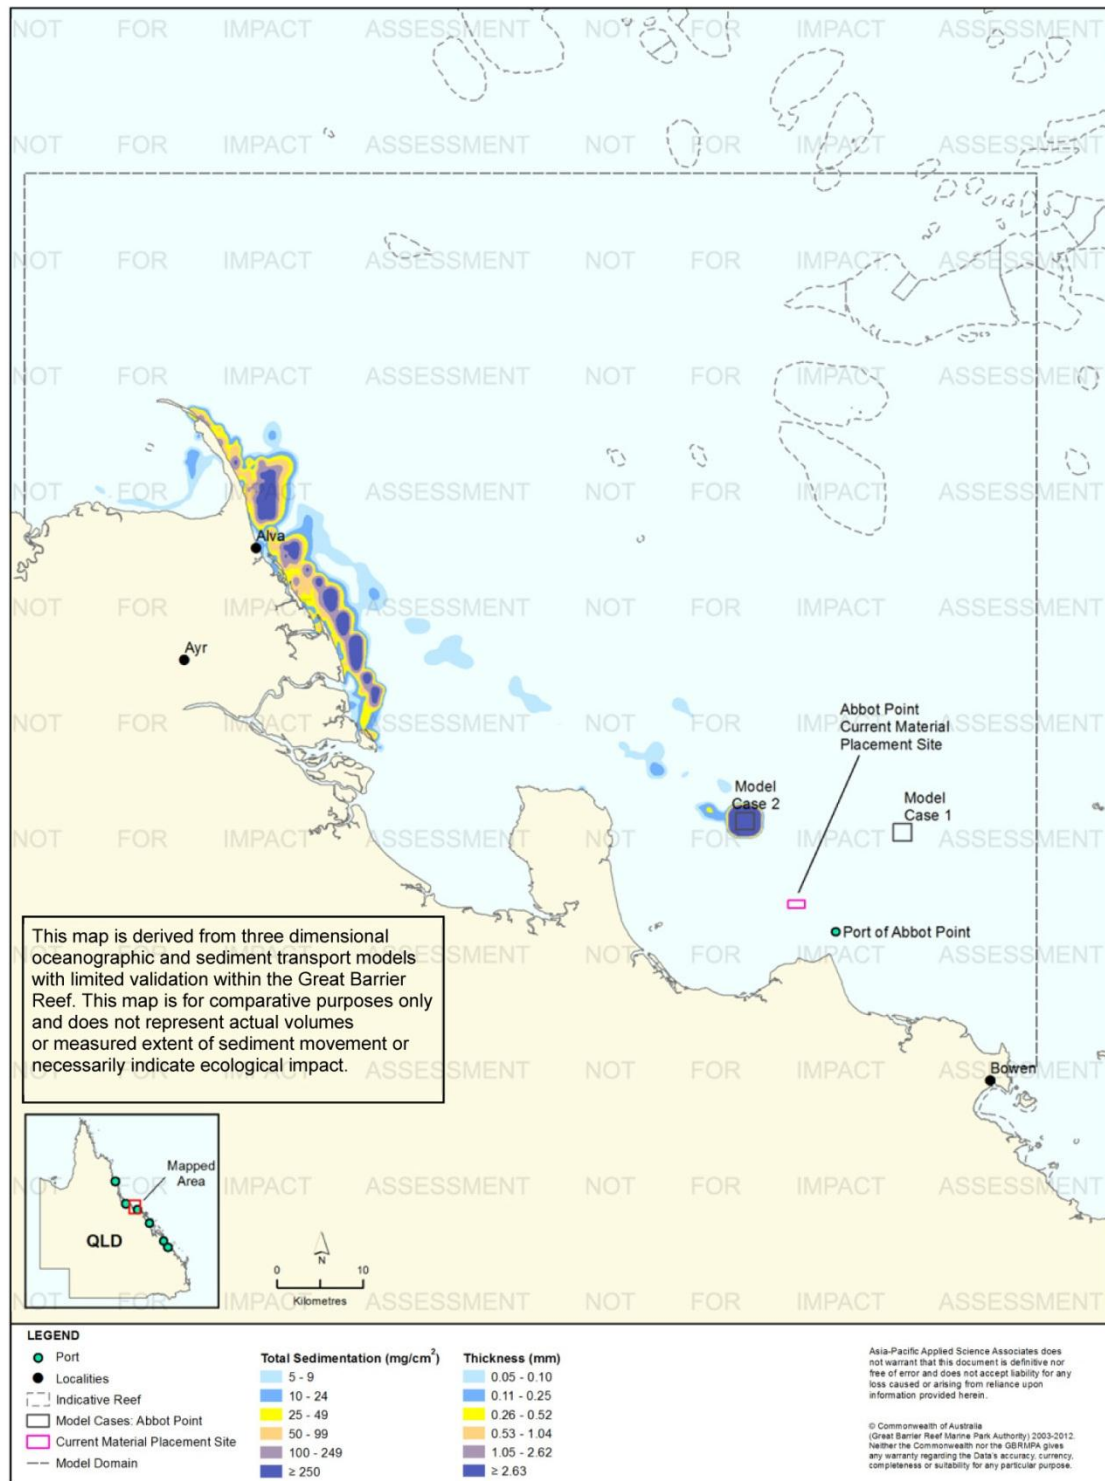 NOT FOR IMPACT ASSESSMENT NOT FOR IMPACT ASSESSMENT
NOT FOR IMPACT ASSESSMENT NOT FOR IMPACT ASSESSMENT
NOT FOR IMPACT ASSESSMENT NOT FOR IMPACT ASSESSMENT
NOT FOR IMPACT ASSESSMENT NOT FOR IMPACT ASSESSMENT
NOT FOR IMPACT ASSESSMENT NOT FOR IMPACT ASSESSMENT
Alva
NOT FOR IMPACT ASSESSMENT NOT FOR IMPACT ASSESSMENT
Ayr
NOT FOR IMPACT ASSESSMENT NOT FOR IMPACT ASSESSMENT
Abbot Point
Current Material
Placement Site
Model
Case 2
Model
Case 1
NOT FOR IMPACT ASSESSMENT NOT FOR IMPACT ASSESSMENT
Port of Abbot Point
This map is derived from three dimensional
oceanographic and sediment transport models
with limited validation within the Great Barrier
Reef. This map is for comparative purposes only
and does not represent actual volumes
or measured extent of sediment movement or
necessarily indicate ecological impact.
NOT FOR IMPACT ASSESSMENT NOT FOR IMPACT ASSESSMENT
NOT FOR IMPACT ASSESSMENT NOT FOR IMPACT ASSESSMENT
Bowen
Mapped
Area
NOT FOR IMPACT ASSESSMENT NOT FOR IMPACT ASSESSMENT
QLD
N
0 10
Kilometres
NOT FOR IMPACT ASSESSMENT NOT FOR IMPACT ASSESSMENT
LEGEND
Port
Localities
Indicative Reef
Model Cases: Abbot Point
Current Material Placement Site
Model Domain
Total Sedimentation (mg/cm²)
5 - 9
10 - 24
25 - 49
50 - 99
100 - 249
≥ 250
Thickness (mm)
0.05 - 0.10
0.11 - 0.25
0.26 - 0.52
0.53 - 1.04
1.05 - 2.62
≥ 2.63
Asia-Pacific Applied Science Associates does
not warrant that this document is definitive nor
free of error and does not accept liability for any
loss caused or arising from reliance upon
information provided herein.
© Commonwealth of Australia
(Great Barrier Reef Marine Park Authority) 2003-2012.
Neither the Commonwealth nor the GBRMPA gives
any warranty regarding the Data's accuracy, currency,
completeness or suitability for any particular purpose.